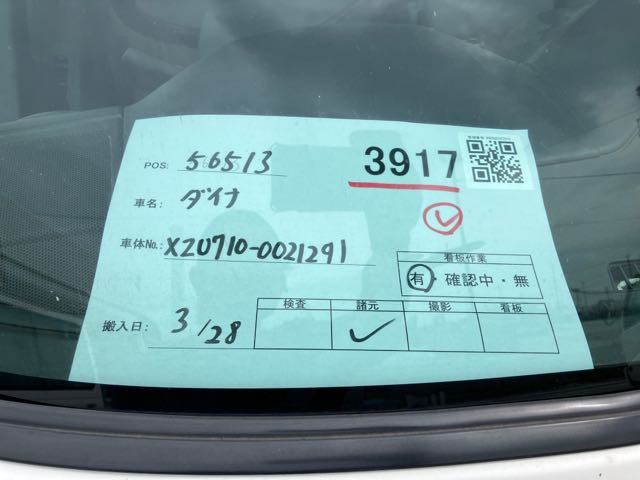 POS: 56513
3917
車名: ダイナ
車体No.: XZU710-0021291
看板作業
有・確認中・無
搬入日: 3/28
検査 諸元 撮影 看板
✓